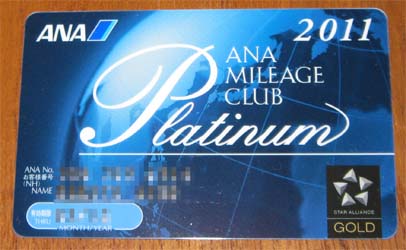 ANA
2011
ANA
MILEAGE
CLUB
Platinum
ANA No.
お客様番号
(NH)
NAME
有効期限
THRU
MONTH/YEAR
STAR ALLIANCE
GOLD